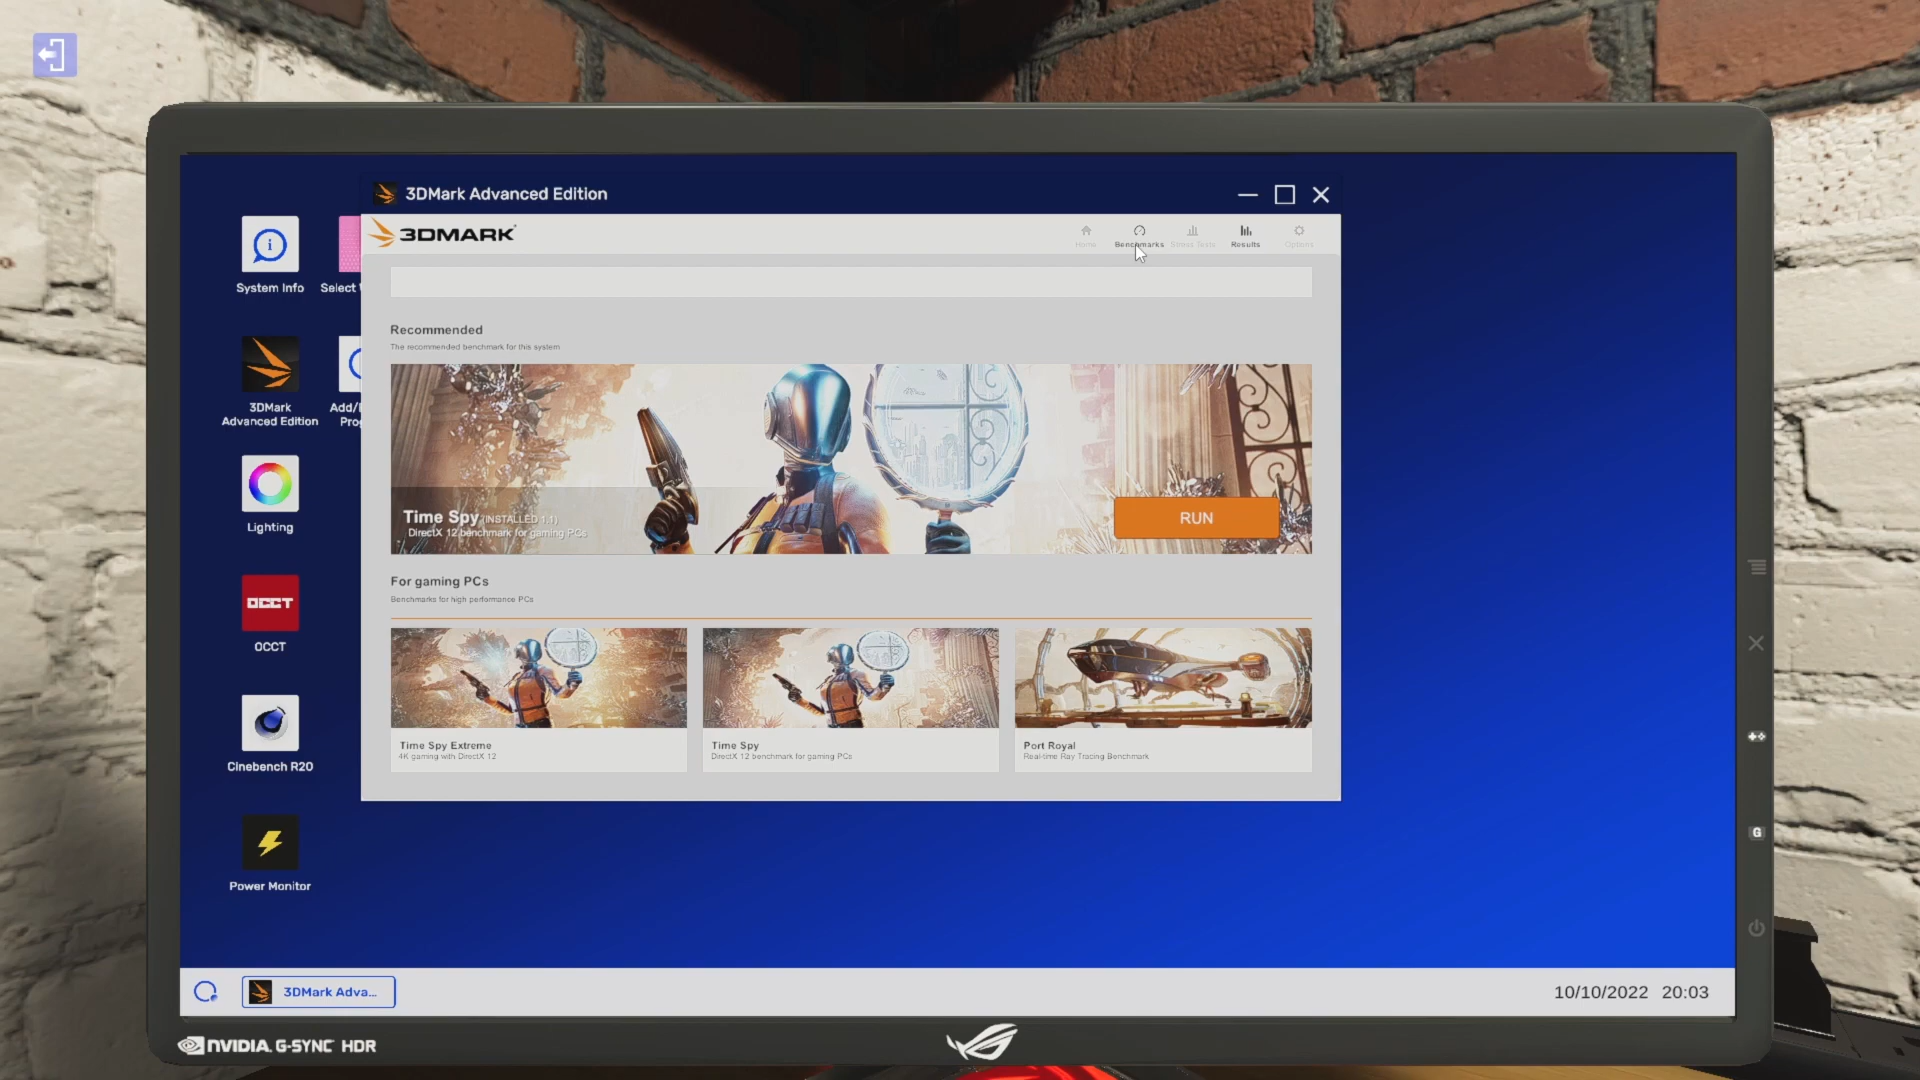 3DMark Advanced Edition
3DMARK
Home
Benchmarks
Stress Tests
Results
Options
System Info
Select
Recommended
The recommended benchmark for this system
3DMark
Advanced Edition
Time Spy (INSTALLED 1.1)
DirectX 12 benchmark for gaming PCs
RUN
Lighting
For gaming PCs
Benchmarks for high performance PCs
OCCT
OCCT
Time Spy Extreme
4K gaming with DirectX 12
Time Spy
DirectX 12 benchmark for gaming PCs
Port Royal
Real-time Ray Tracing Benchmark
Cinebench R20
Power Monitor
G
3DMark Adva...
10/10/2022 20:03
NVIDIA G-SYNC HDR